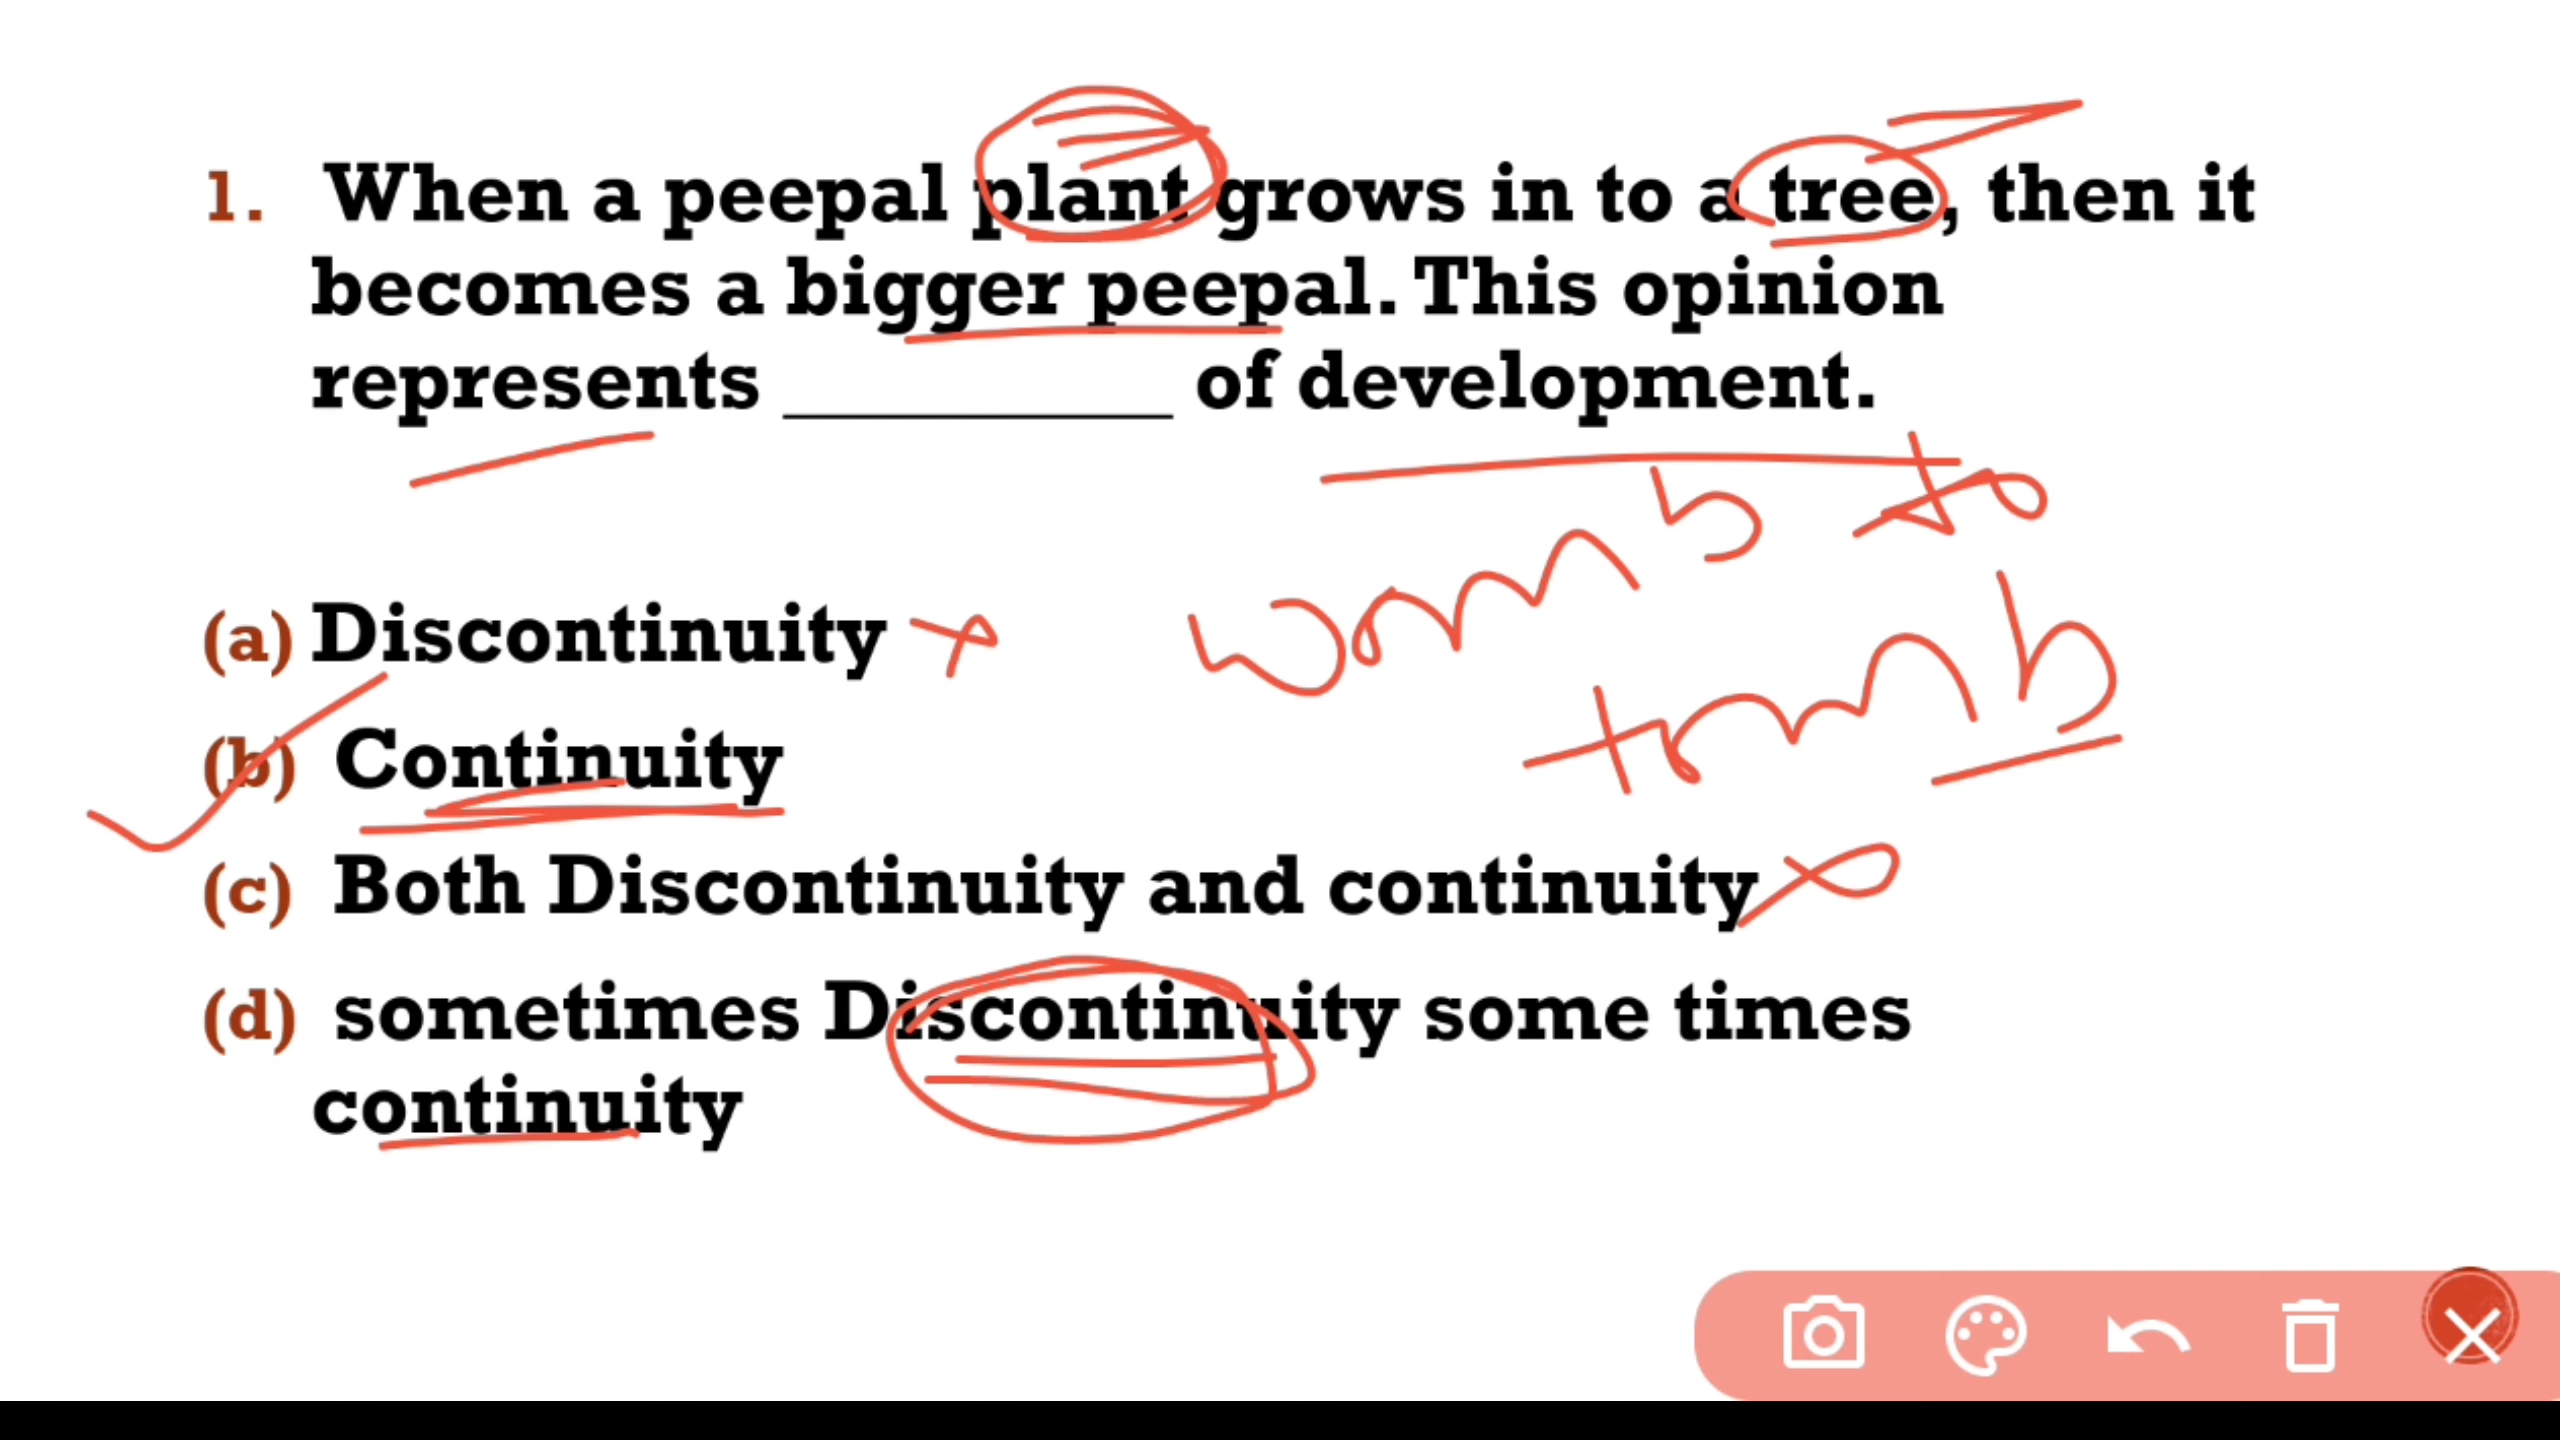 1. When a peepal plant grows in to a tree, then it
becomes a bigger peepal. This opinion
represents __________ of development.
womb to
tomb
(a) Discontinuity
(b) Continuity
(c) Both Discontinuity and continuity
(d) sometimes Discontinuity some times
continuity